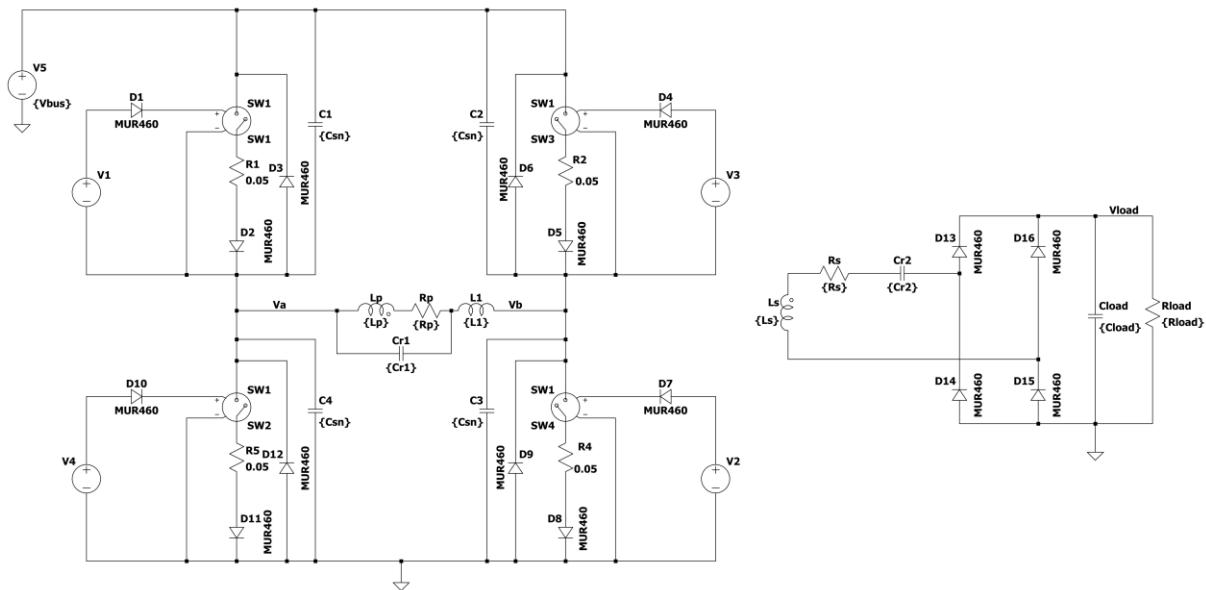 V5
{Vbus}
D1
MUR460
SW1
SW1
C1
{Csn}
C2
{Csn}
SW1
SW3
D4
MUR460
V1
R1
0.05
D3
MUR460
D6
MUR460
R2
0.05
V3
D2
MUR460
D5
MUR460
Va
Lp
{Lp}
Rp
{Rp}
L1
{L1}
Vb
Cr1
{Cr1}
D10
MUR460
SW1
SW2
C4
{Csn}
C3
{Csn}
SW1
SW4
D7
MUR460
V4
R5
0.05
D12
MUR460
MUR460
D9
R4
0.05
V2
D11
MUR460
D8
MUR460
Vload
D13
MUR460
D16
MUR460
Rs
{Rs}
Cr2
{Cr2}
Ls
{Ls}
Cload
{Cload}
Rload
{Rload}
D14
MUR460
D15
MUR460
+
−
+
−
+
−
+
−
+
−
+
−
+
−
+
−
+
−